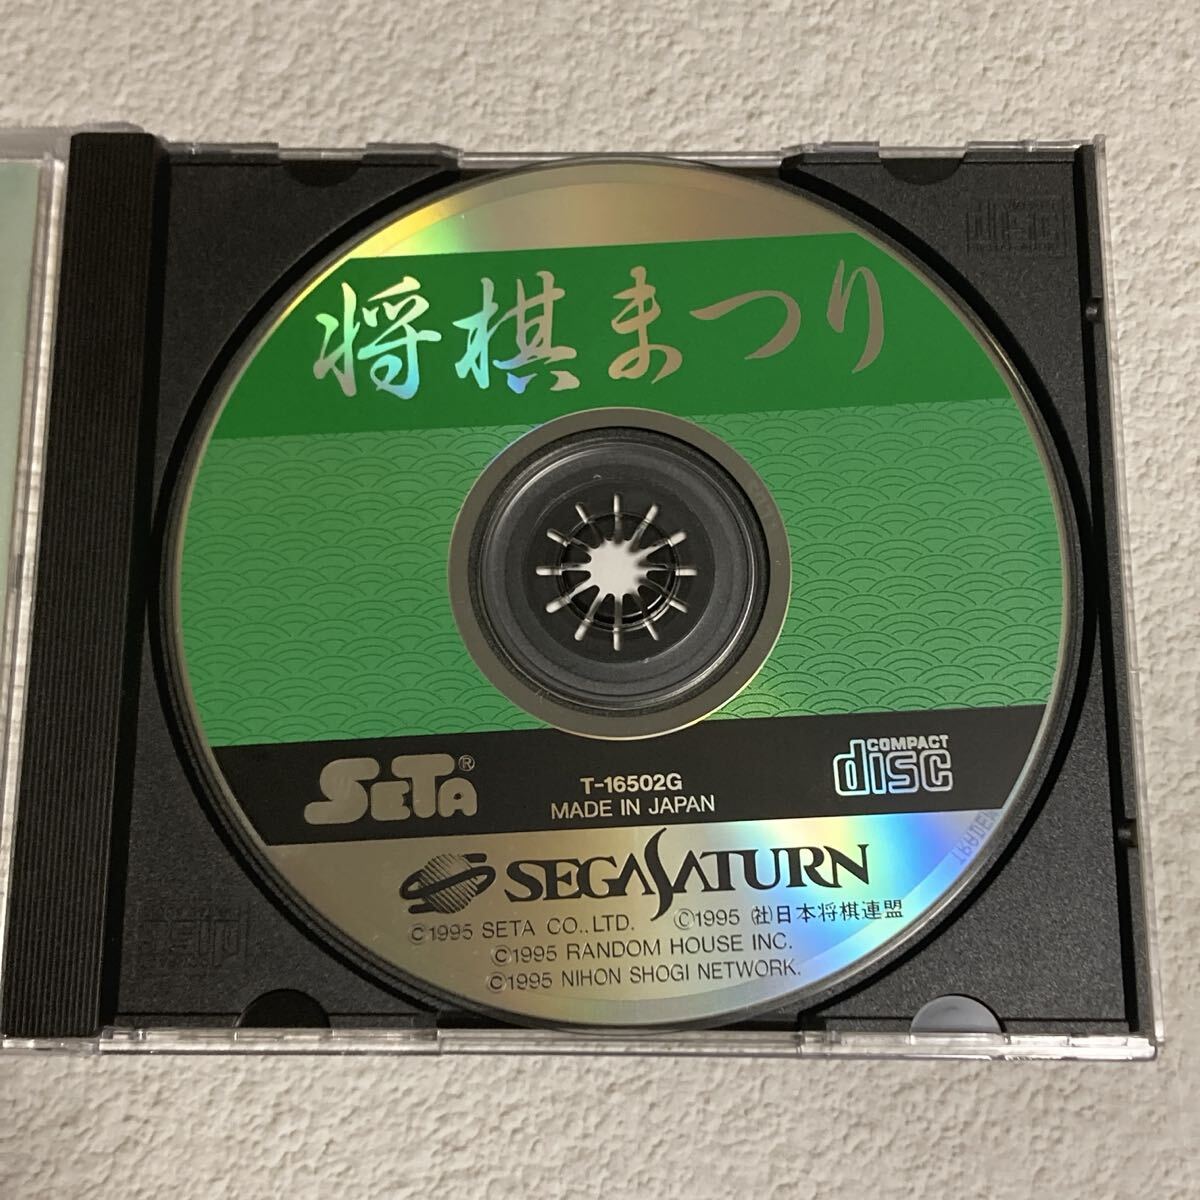 将棋まつり
SETA®
T-16502G
MADE IN JAPAN
COMPACT
disc
SEGA SATURN
©1995 SETA CO.,LTD. ©1995 (社)日本将棋連盟
©1995 RANDOM HOUSE INC.
©1995 NIHON SHOGI NETWORK.